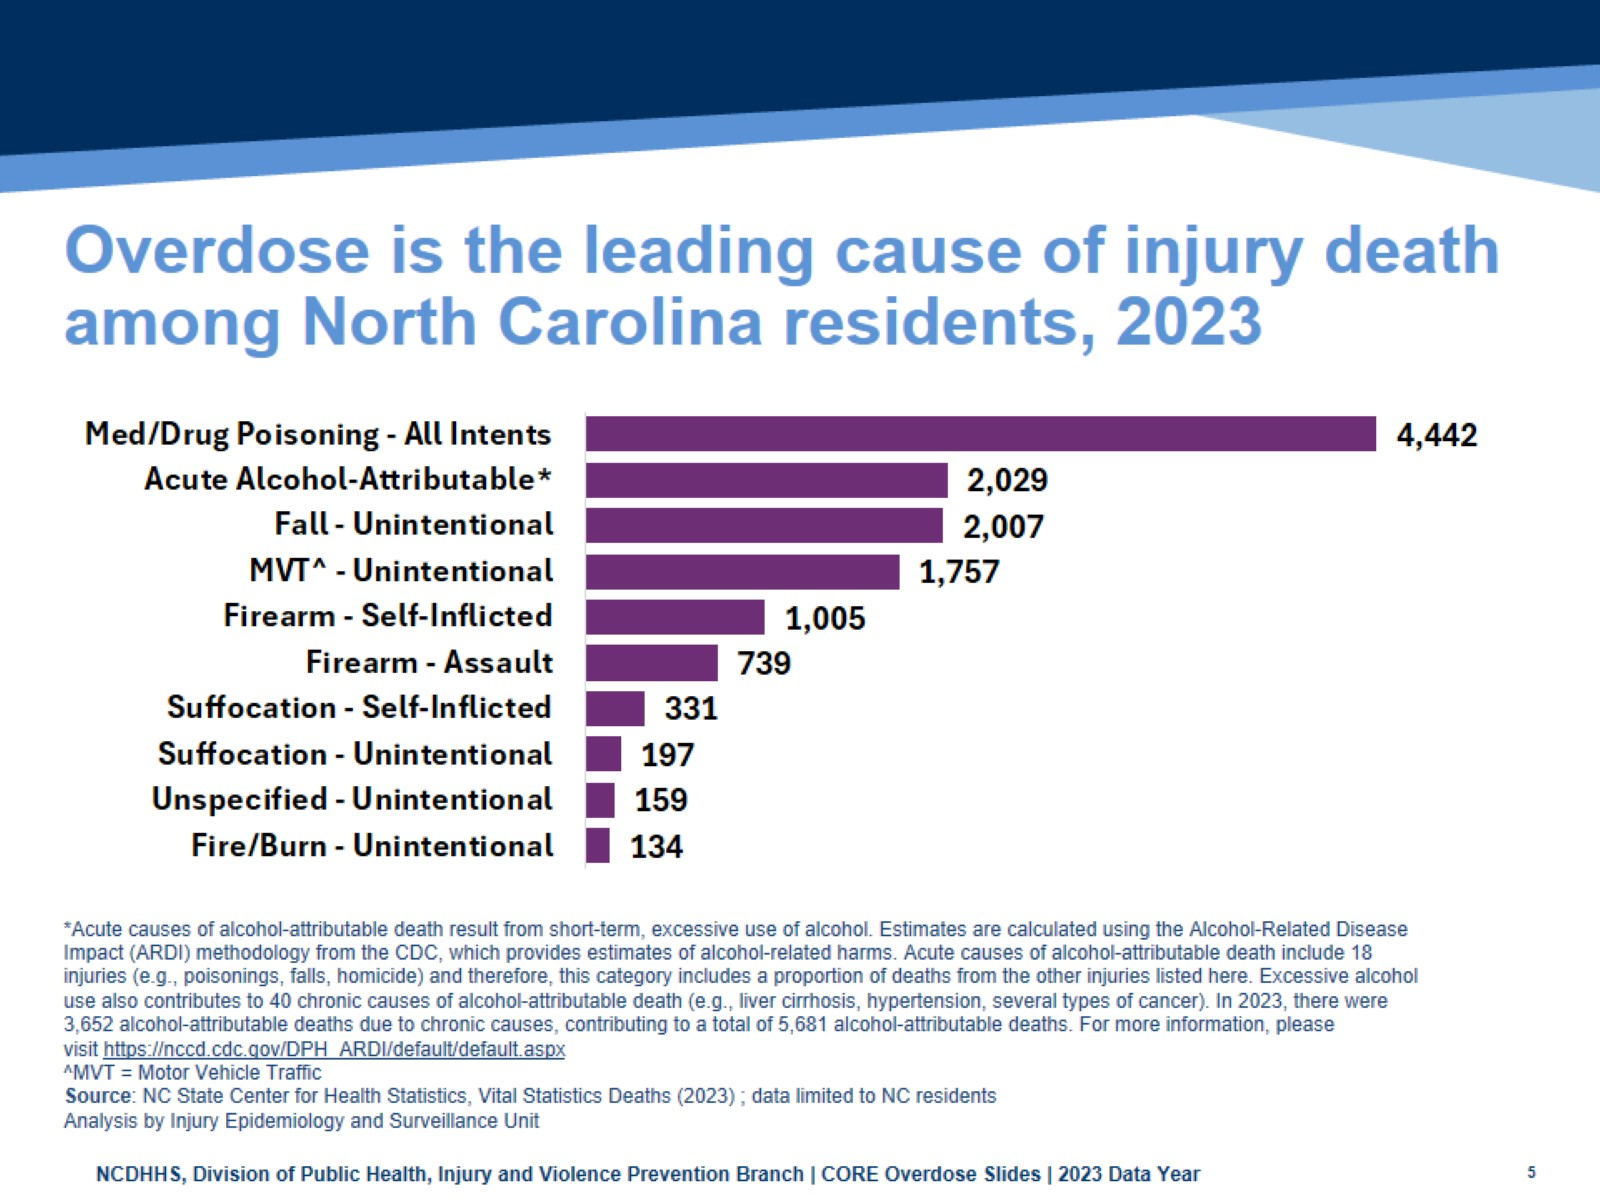 Overdose is the leading cause of injury death
among North Carolina residents, 2023
Med/Drug Poisoning - All Intents 4,442
Acute Alcohol-Attributable* 2,029
Fall - Unintentional 2,007
MVT^ - Unintentional 1,757
Firearm - Self-Inflicted 1,005
Firearm - Assault 739
Suffocation - Self-Inflicted 331
Suffocation - Unintentional 197
Unspecified - Unintentional 159
Fire/Burn - Unintentional 134
*Acute causes of alcohol-attributable death result from short-term, excessive use of alcohol. Estimates are calculated using the Alcohol-Related Disease
Impact (ARDI) methodology from the CDC, which provides estimates of alcohol-related harms. Acute causes of alcohol-attributable death include 18
injuries (e.g., poisonings, falls, homicide) and therefore, this category includes a proportion of deaths from the other injuries listed here. Excessive alcohol
use also contributes to 40 chronic causes of alcohol-attributable death (e.g., liver cirrhosis, hypertension, several types of cancer). In 2023, there were
3,652 alcohol-attributable deaths due to chronic causes, contributing to a total of 5,681 alcohol-attributable deaths. For more information, please
visit https://nccd.cdc.gov/DPH_ARDI/default/default.aspx
^MVT = Motor Vehicle Traffic
Source: NC State Center for Health Statistics, Vital Statistics Deaths (2023) ; data limited to NC residents
Analysis by Injury Epidemiology and Surveillance Unit
NCDHHS, Division of Public Health, Injury and Violence Prevention Branch | CORE Overdose Slides | 2023 Data Year 5